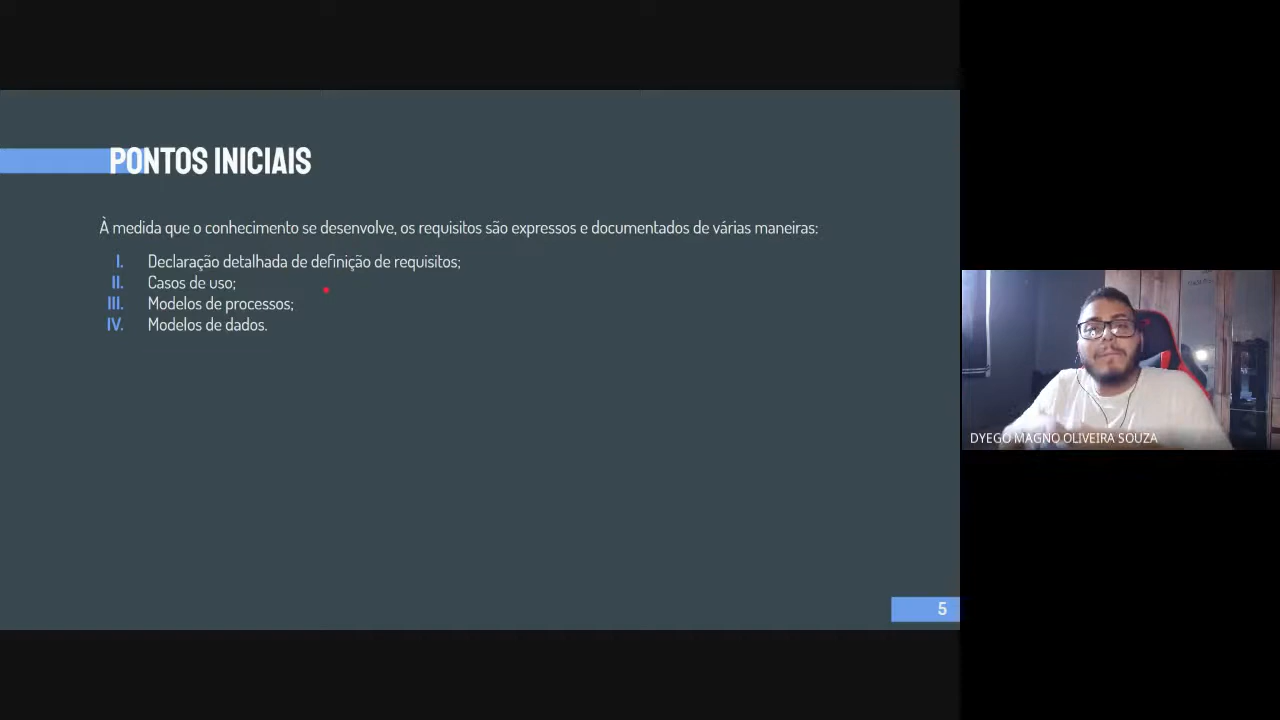 PONTOS INICIAIS
À medida que o conhecimento se desenvolve, os requisitos são expressos e documentados de várias maneiras:
I. Declaração detalhada de definição de requisitos;
II. Casos de uso;
III. Modelos de processos;
IV. Modelos de dados.
DYEGO MAGNO OLIVEIRA SOUZA
5